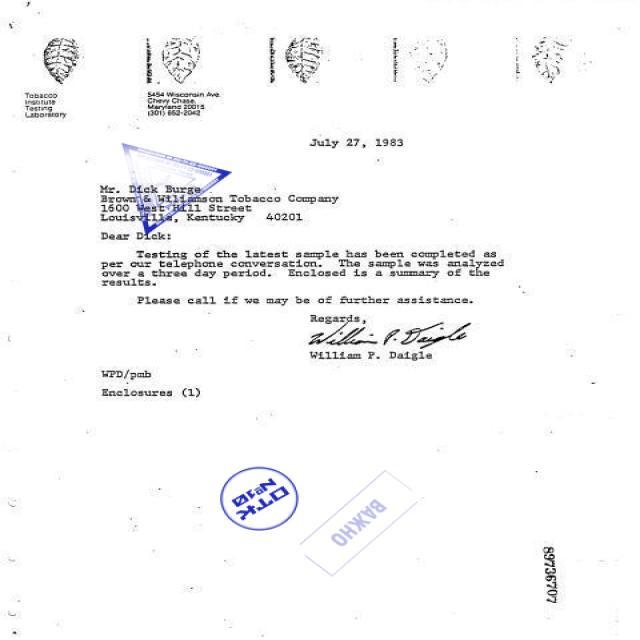 Tobacco
Institute
Testing
Laboratory
5454 Wisconsin Ave.
Chevy Chase,
Maryland 20015
(301) 652-2042
July 27, 1983
Mr. Dick Burge
Brown & Williamson Tobacco Company
1600 West Hill Street
Louisville, Kentucky 40201
Dear Dick:
Testing of the latest sample has been completed as
per our telephone conversation. The sample was analyzed
over a three day period. Enclosed is a summary of the
results.
Please call if we may be of further assistance.
Regards,
William P. Daigle
William P. Daigle
WPD/pmb
Enclosures (1)
ОТК
№10
ВАЖНО
89736707